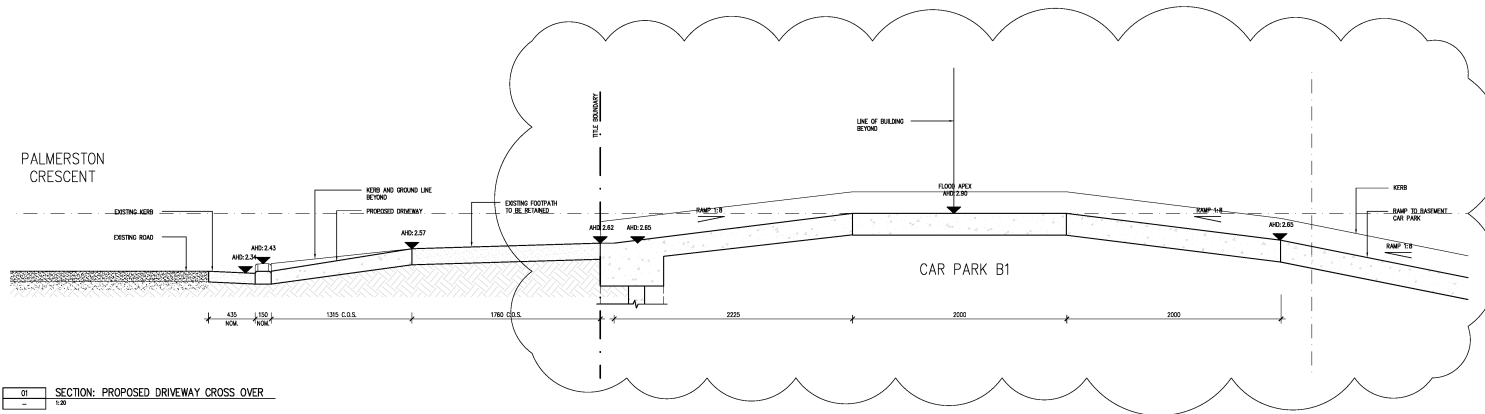 PALMERSTON
CRESCENT
EXISTING KERB
EXISTING ROAD
AHD:2.34
AHD:2.43
KERB AND GROUND LINE
BEYOND
PROPOSED DRIVEWAY
AHD:2.57
EXISTING FOOTPATH
TO BE RETAINED
TITLE BOUNDARY
AHD:2.62
AHD:2.65
RAMP 1:8
LINE OF BUILDING
BEYOND
FLOOD APEX
AHD:2.90
RAMP 1:8
AHD:2.65
KERB
RAMP TO BASEMENT
CAR PARK
RAMP 1:6
CAR PARK B1
435
NOM.
150
NOM.
1315 C.O.S.
1760 C.O.S.
2225
2000
2000
01
SECTION: PROPOSED DRIVEWAY CROSS OVER
-
1:20